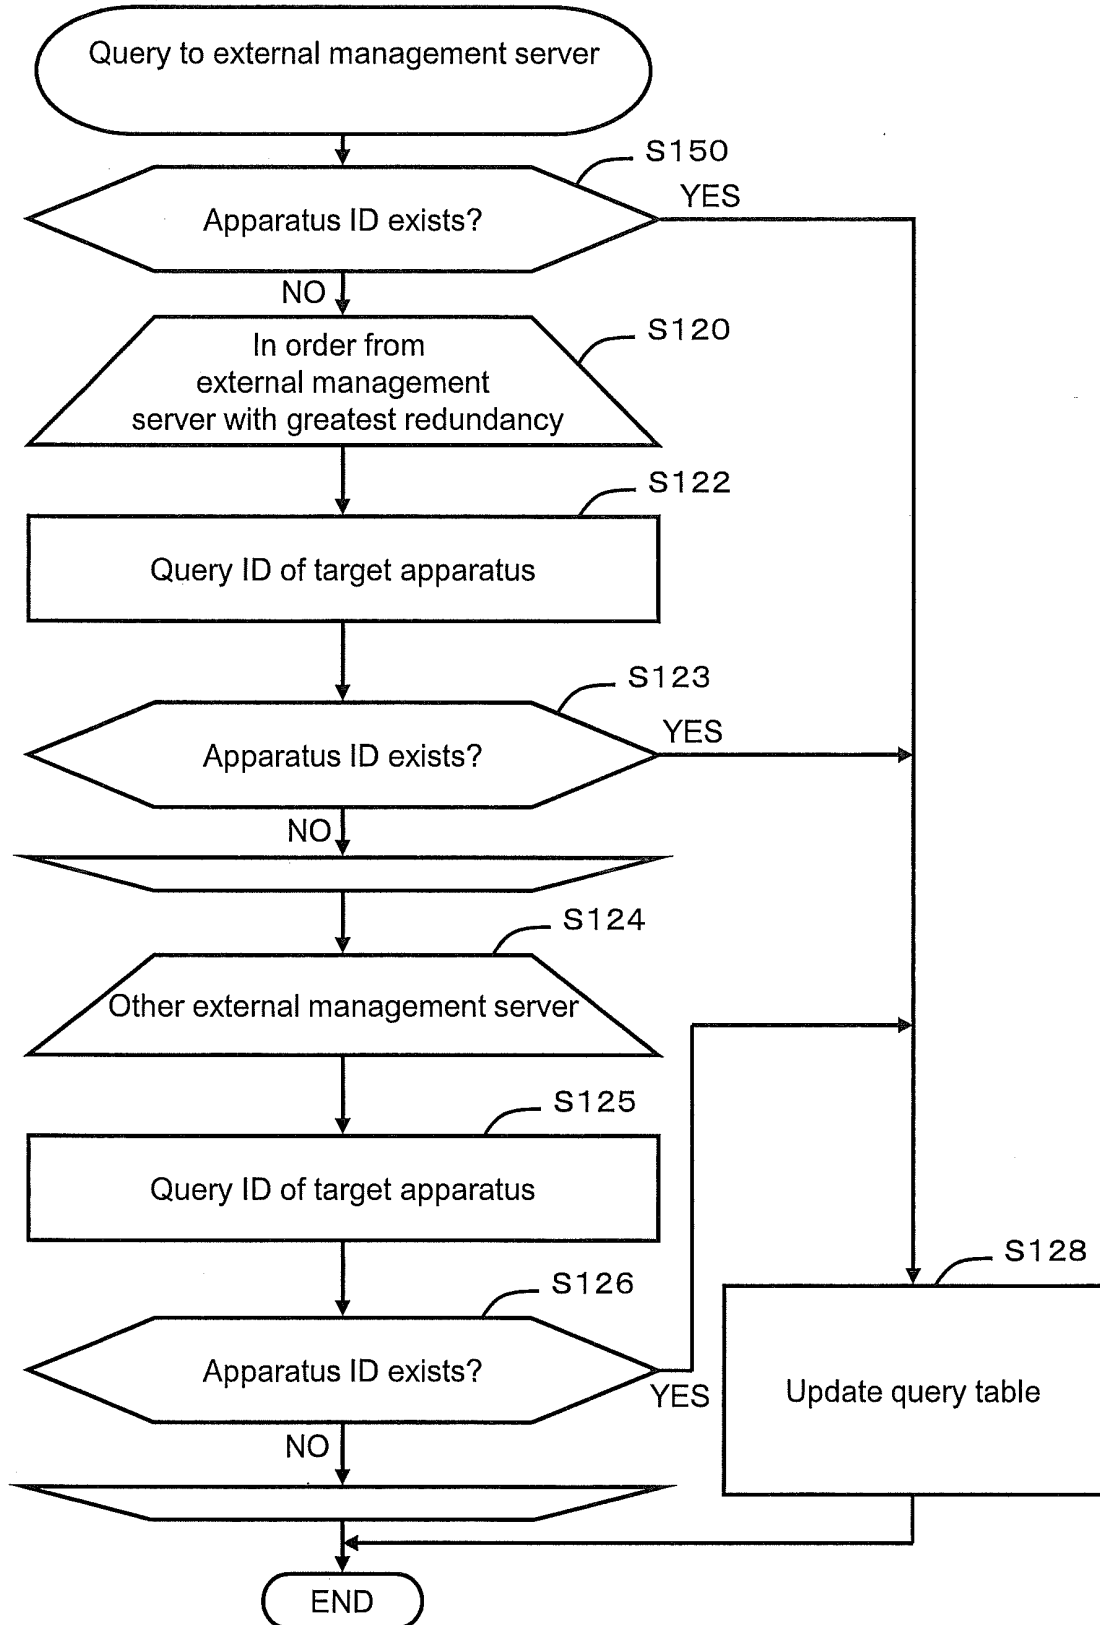 Query to external management server
S150
YES
Apparatus ID exists?
NO
S120
In order from
external management
server with greatest redundancy
S122
Query ID of target apparatus
S123
YES
Apparatus ID exists?
NO
S124
Other external management server
S125
Query ID of target apparatus
S128
S126
Apparatus ID exists?
YES
Update query table
NO
END